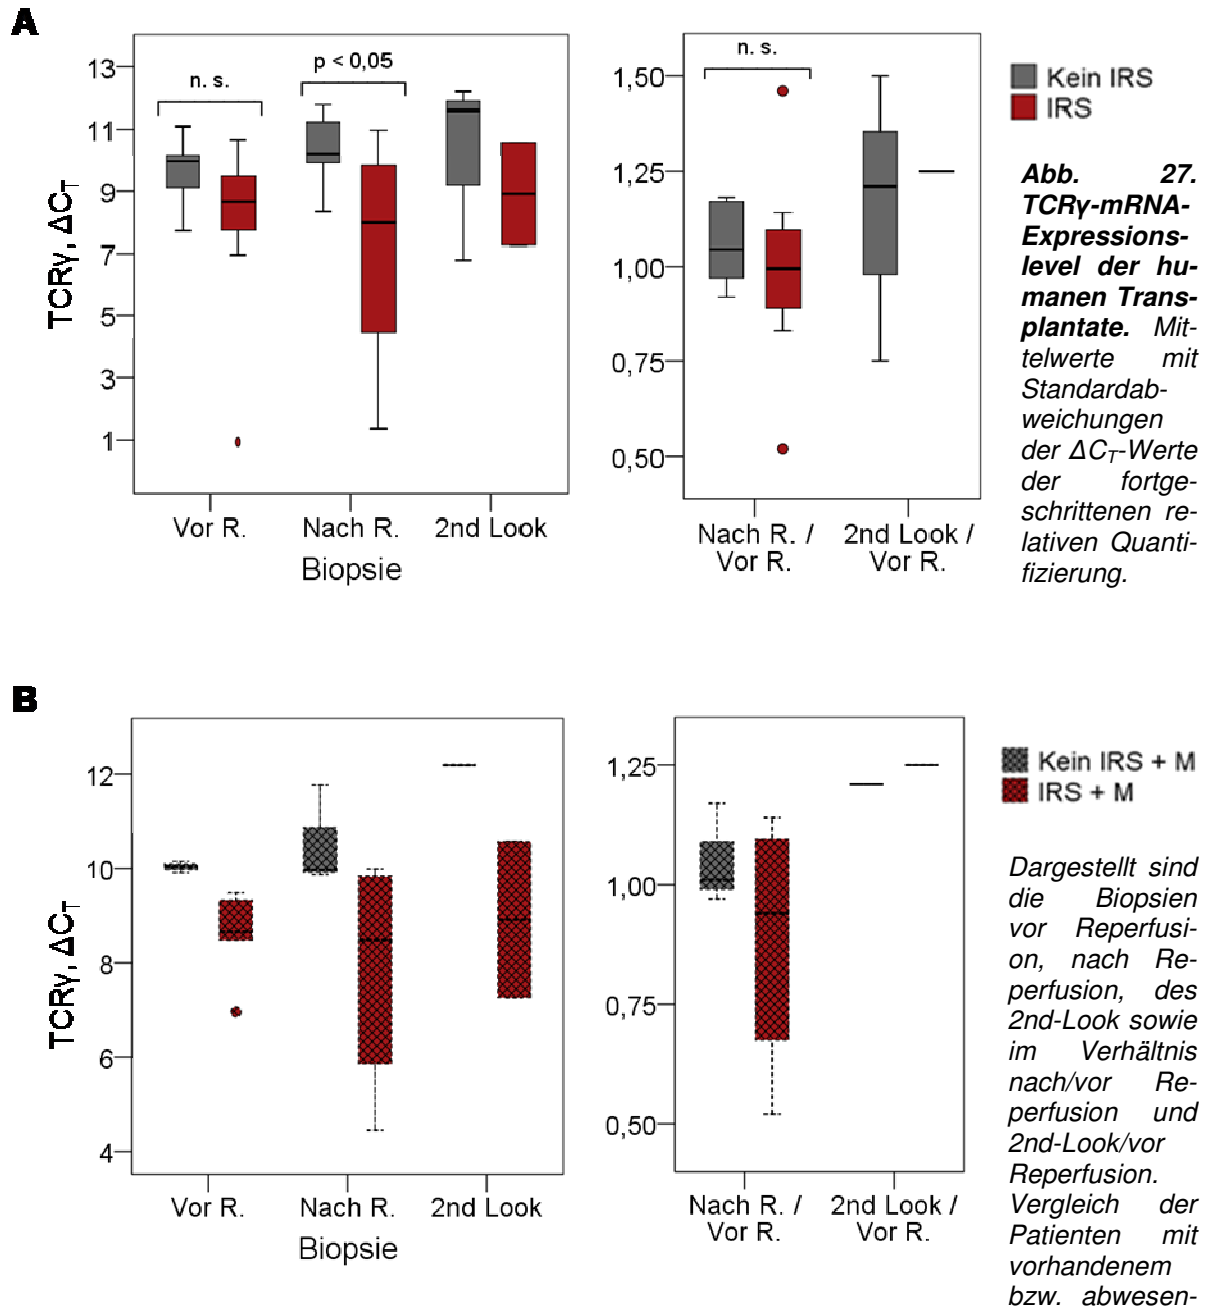 A
TCRγ, ΔCT
13
11
9
7
5
3
1
n. s.
p < 0,05
Vor R.
Nach R.
2nd Look
Biopsie
1,50
1,25
1,00
0,75
0,50
n. s.
Nach R. /
Vor R.
2nd Look /
Vor R.
Kein IRS
IRS
Abb. 27.
TCRγ-mRNA-
Expressions-
level der hu-
manen Trans-
plantate. Mit-
telwerte mit
Standardab-
weichungen
der ΔCT-Werte
der fortge-
schrittenen re-
lativen Quanti-
fizierung.
B
TCRγ, ΔCT
12
10
8
6
4
Vor R.
Nach R.
2nd Look
Biopsie
1,25
1,00
0,75
0,50
Nach R. /
Vor R.
2nd Look /
Vor R.
Kein IRS + M
IRS + M
Dargestellt sind
die Biopsien
vor Reperfusi-
on, nach Re-
perfusion, des
2nd-Look sowie
im Verhältnis
nach/vor Re-
perfusion und
2nd-Look/vor
Reperfusion.
Vergleich der
Patienten mit
vorhandenem
bzw. abwesen-